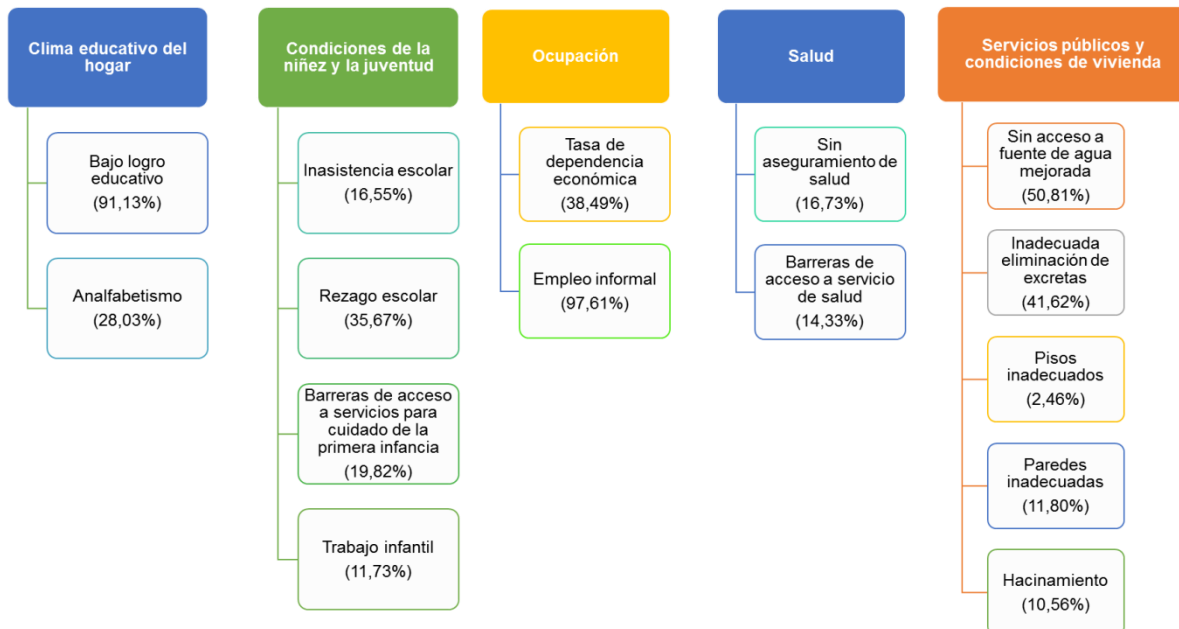 Clima educativo del
hogar
Bajo logro
educativo
(91,13%)
Analfabetismo
(28,03%)
Condiciones de la
niñez y la juventud
Inasistencia escolar
(16,55%)
Rezago escolar
(35,67%)
Barreras de acceso
a servicios para
cuidado de la
primera infancia
(19,82%)
Trabajo infantil
(11,73%)
Ocupación
Tasa de
dependencia
económica
(38,49%)
Empleo informal
(97,61%)
Salud
Sin
aseguramiento de
salud
(16,73%)
Barreras de
acceso a servicio
de salud
(14,33%)
Servicios públicos y
condiciones de vivienda
Sin acceso a
fuente de agua
mejorada
(50,81%)
Inadecuada
eliminación de
excretas
(41,62%)
Pisos
inadecuados
(2,46%)
Paredes
inadecuadas
(11,80%)
Hacinamiento
(10,56%)